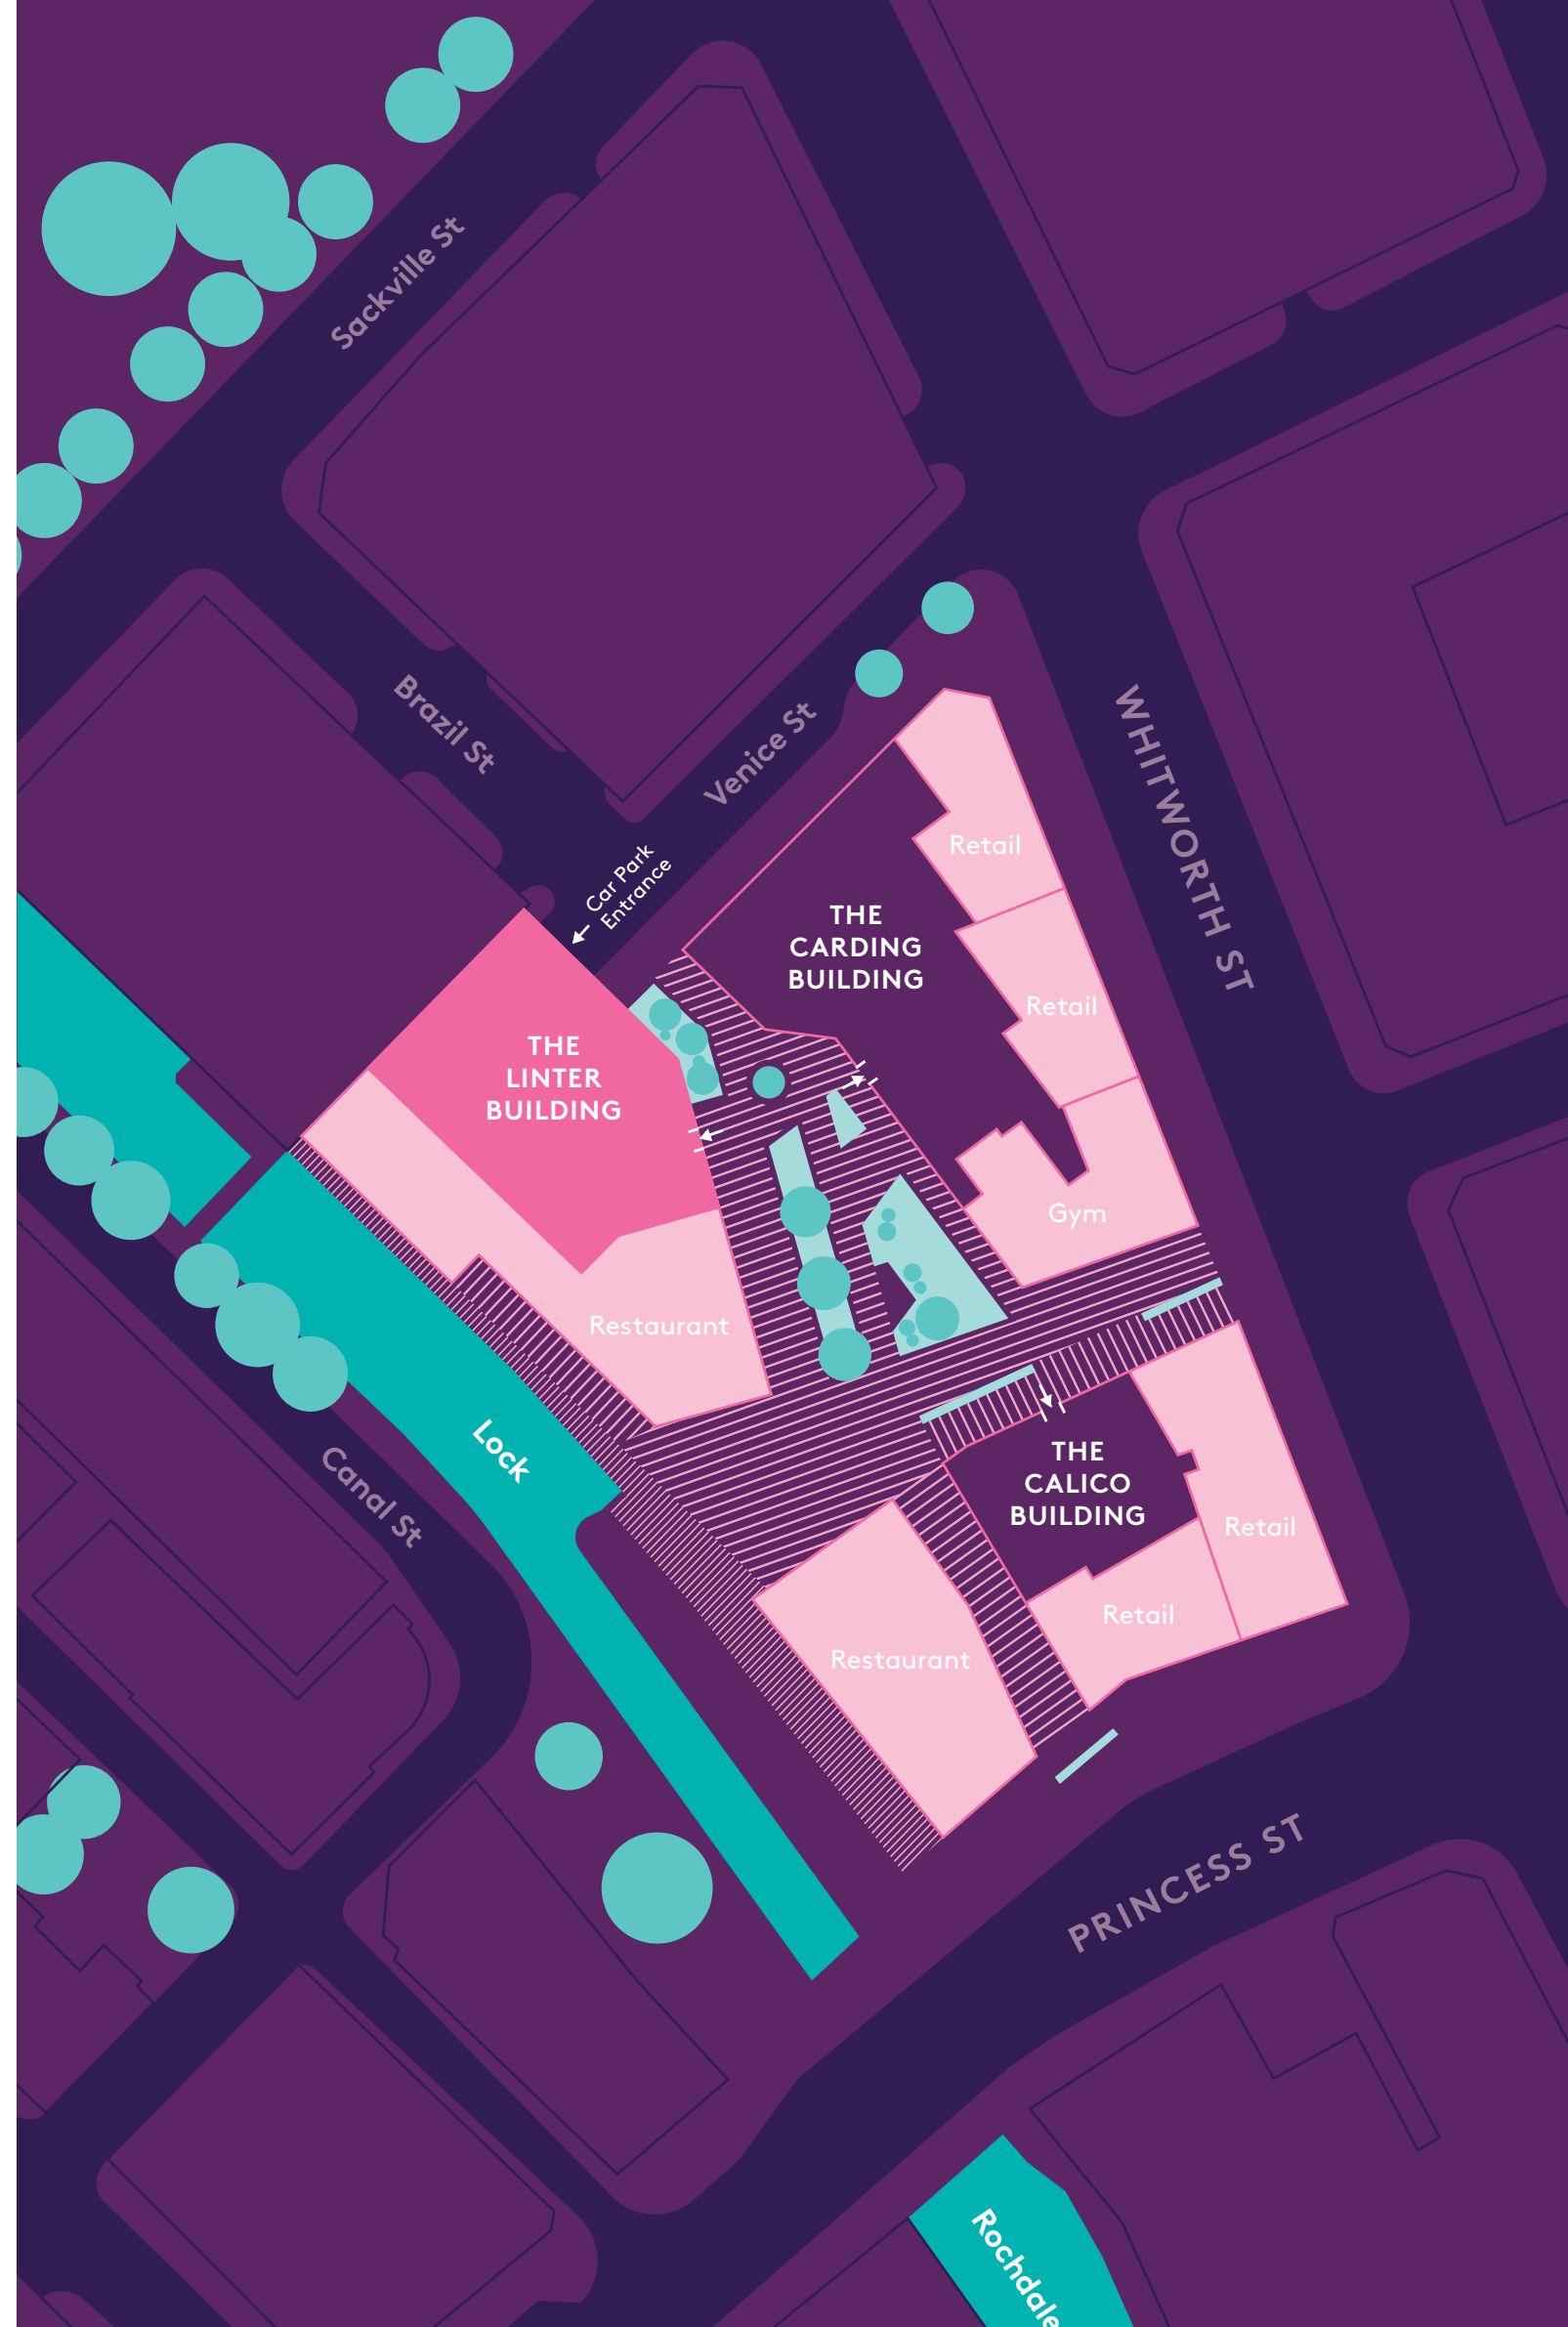 Sackville St
Brazil St
Venice St
WHITWORTH ST
Car Park
Entrance
Retail
THE
CARDING
BUILDING
Retail
THE
LINTER
BUILDING
Gym
Restaurant
Lock
Canal St
THE
CALICO
BUILDING
Retail
Retail
Restaurant
PRINCESS ST
Rochdale